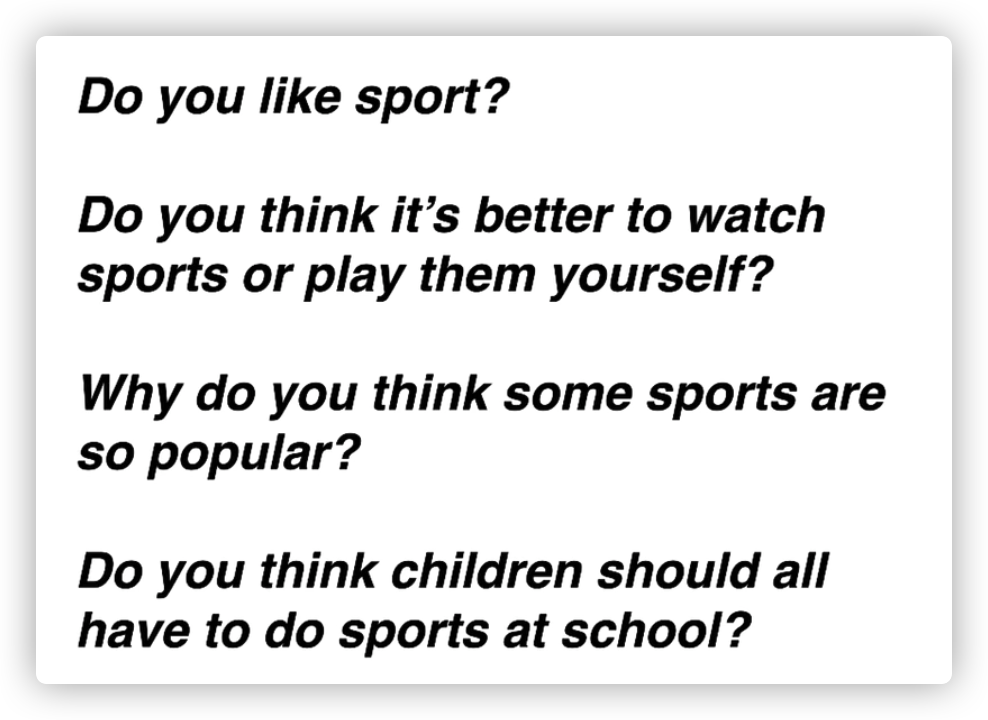 Do you like sport?
Do you think it’s better to watch
sports or play them yourself?
Why do you think some sports are
so popular?
Do you think children should all
have to do sports at school?